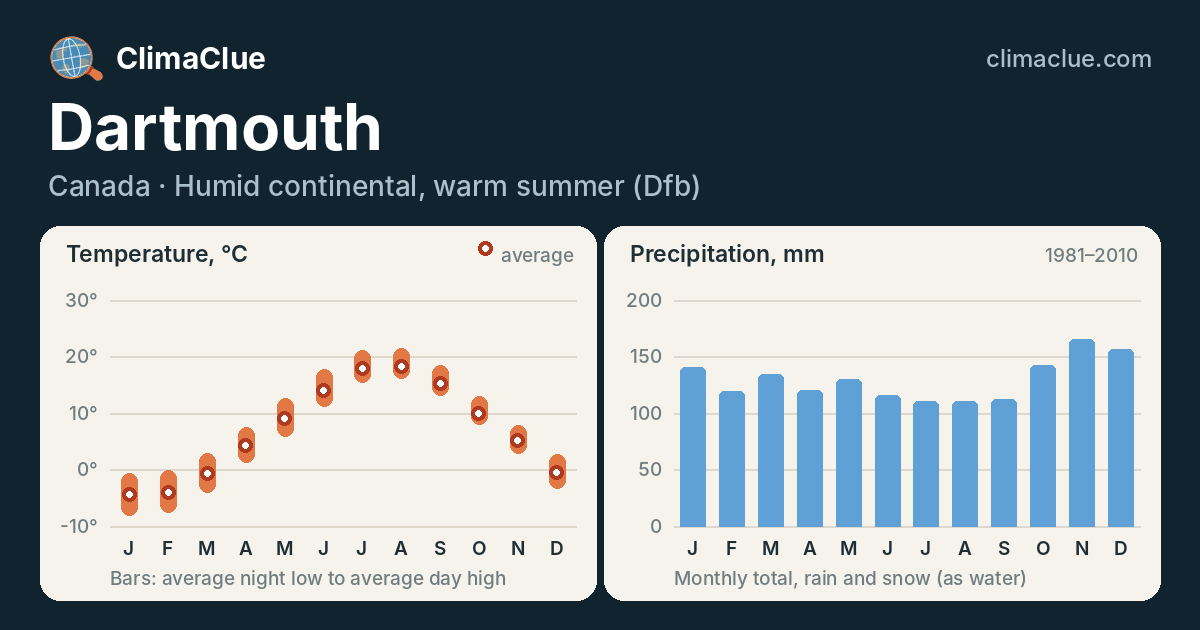 ClimaClue
climaclue.com
Dartmouth
Canada · Humid continental, warm summer (Dfb)
Temperature, °C
average
30°
20°
10°
0°
-10°
J F M A M J J A S O N D
Bars: average night low to average day high
Precipitation, mm
1981–2010
200
150
100
50
0
J F M A M J J A S O N D
Monthly total, rain and snow (as water)